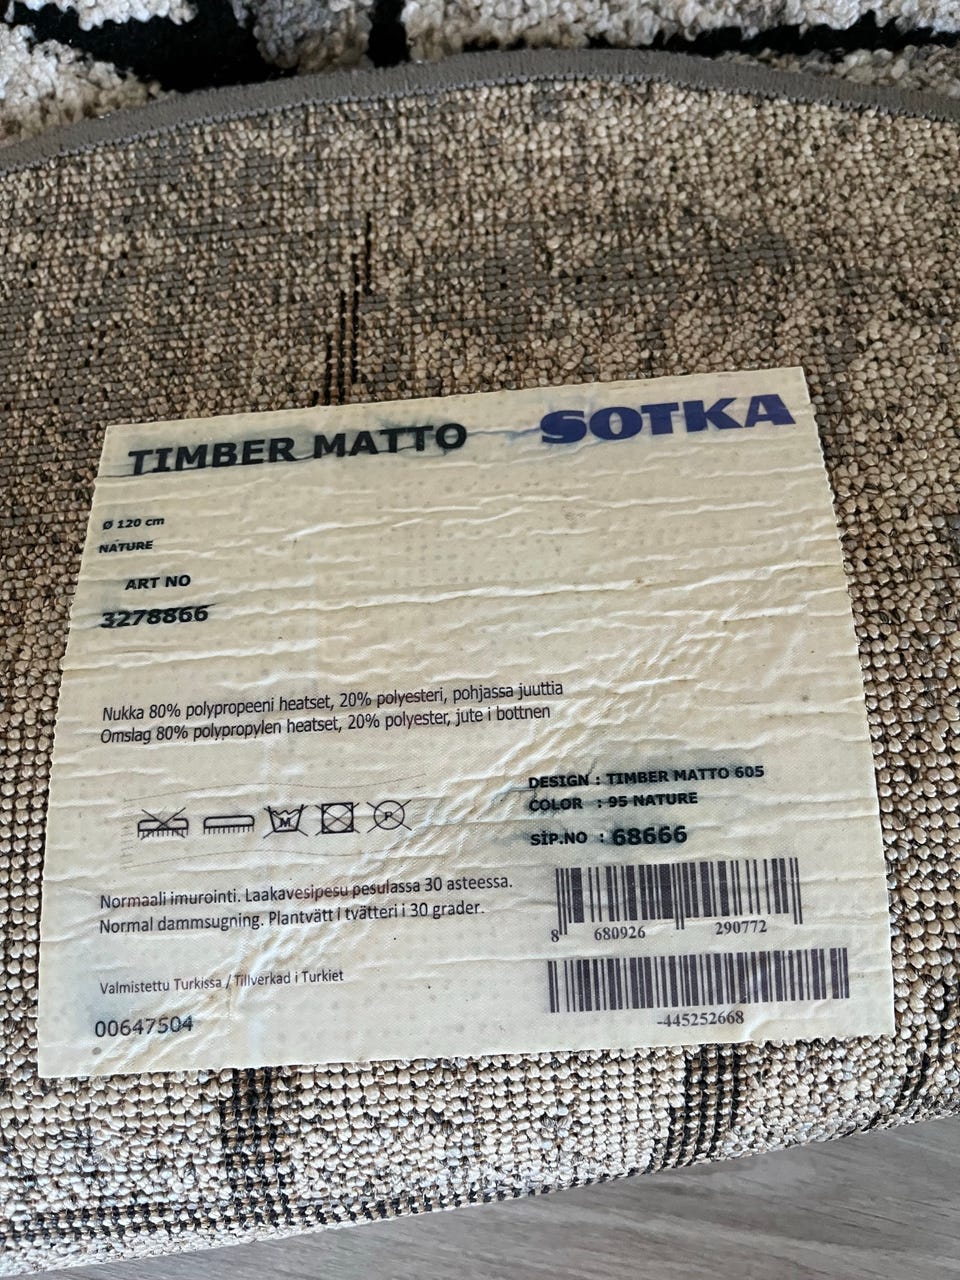 TIMBER MATTO SOTKA
Ø 120 cm
NATURE
ART NO
3278866
Nukka 80% polypropeeni heatset, 20% polyesteri, pohjassa juuttia
Omslag 80% polypropylen heatset, 20% polyester, jute i bottnen
DESIGN : TIMBER MATTO 605
COLOR : 95 NATURE
SİP.NO : 68666
M P
Normaali imurointi. Laakavesipesu pesulassa 30 asteessa.
Normal dammsugning. Plantvätt I tvätteri i 30 grader.
8 680926 290772
Valmistettu Turkissa / Tillverkad i Turkiet
00647504
-445252668